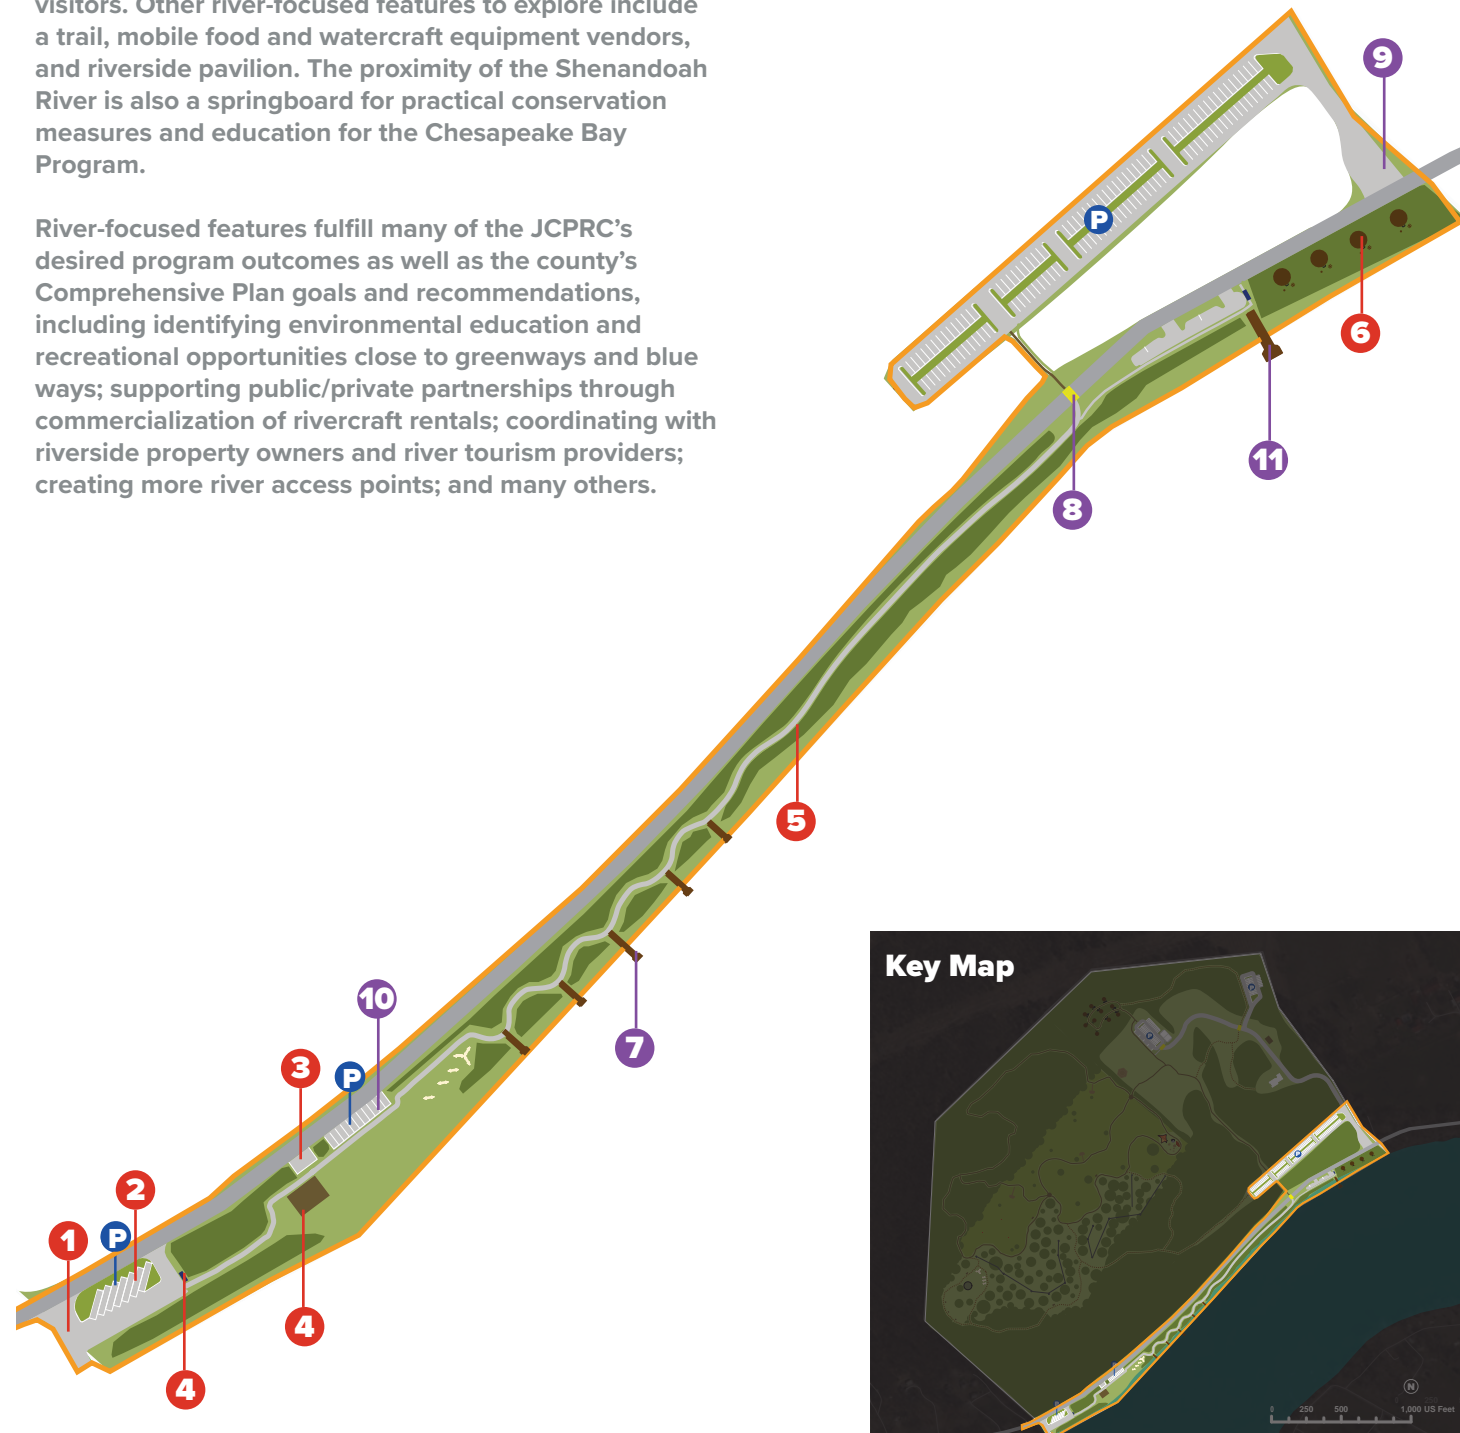 visitors. Other river-focused features to explore include
a trail, mobile food and watercraft equipment vendors,
and riverside pavilion. The proximity of the Shenandoah
River is also a springboard for practical conservation
measures and education for the Chesapeake Bay
Program.
River-focused features fulfill many of the JCPRC’s
desired program outcomes as well as the county’s
Comprehensive Plan goals and recommendations,
including identifying environmental education and
recreational opportunities close to greenways and blue
ways; supporting public/private partnerships through
commercialization of rivercraft rentals; coordinating with
riverside property owners and river tourism providers;
creating more river access points; and many others.
9
P
6
11
8
5
7
10
3
P
2
1
P
4
4
Key Map
P
P
P
N
0 250 500 1,000 US Feet